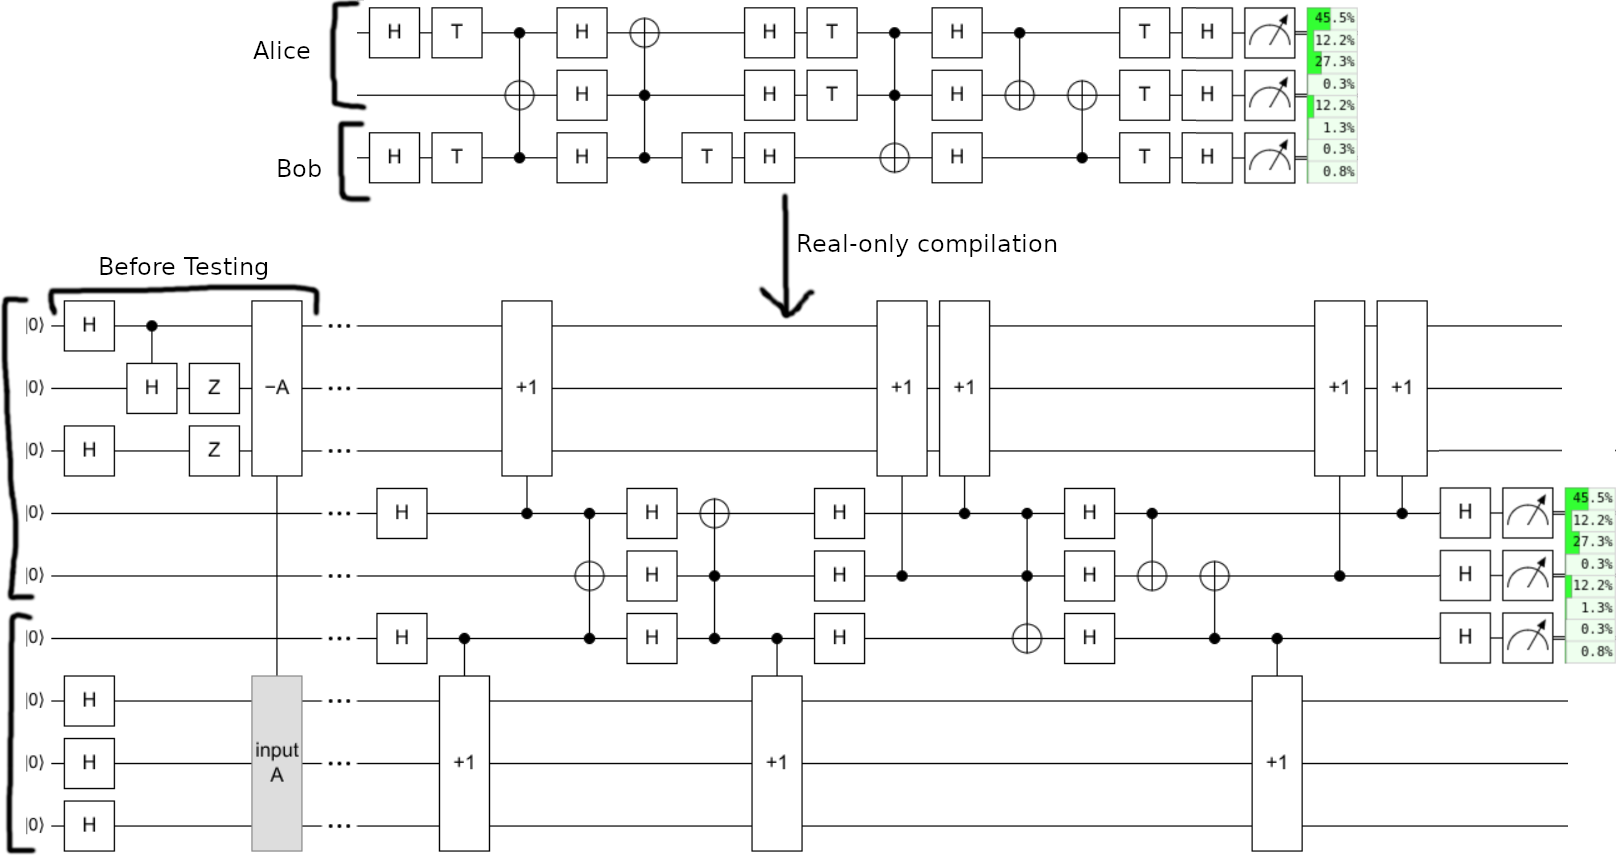 Alice H T H H T H T H 45.5%
12.2%
27.3%
H H T H T H 0.3%
12.2%
1.3%
Bob H T H T H H T H 0.3%
0.8%
Real-only compilation
Before Testing
|0⟩ H ...
|0⟩ H Z −A ... +1 +1 +1 +1 +1
|0⟩ H Z ...
|0⟩ ... H H H H H 45.5%
12.2%
27.3%
|0⟩ ... H H H H 0.3%
12.2%
1.3%
|0⟩ ... H H H H H 0.3%
0.8%
|0⟩ H ...
|0⟩ H input A ... +1 +1 +1
|0⟩ H ...